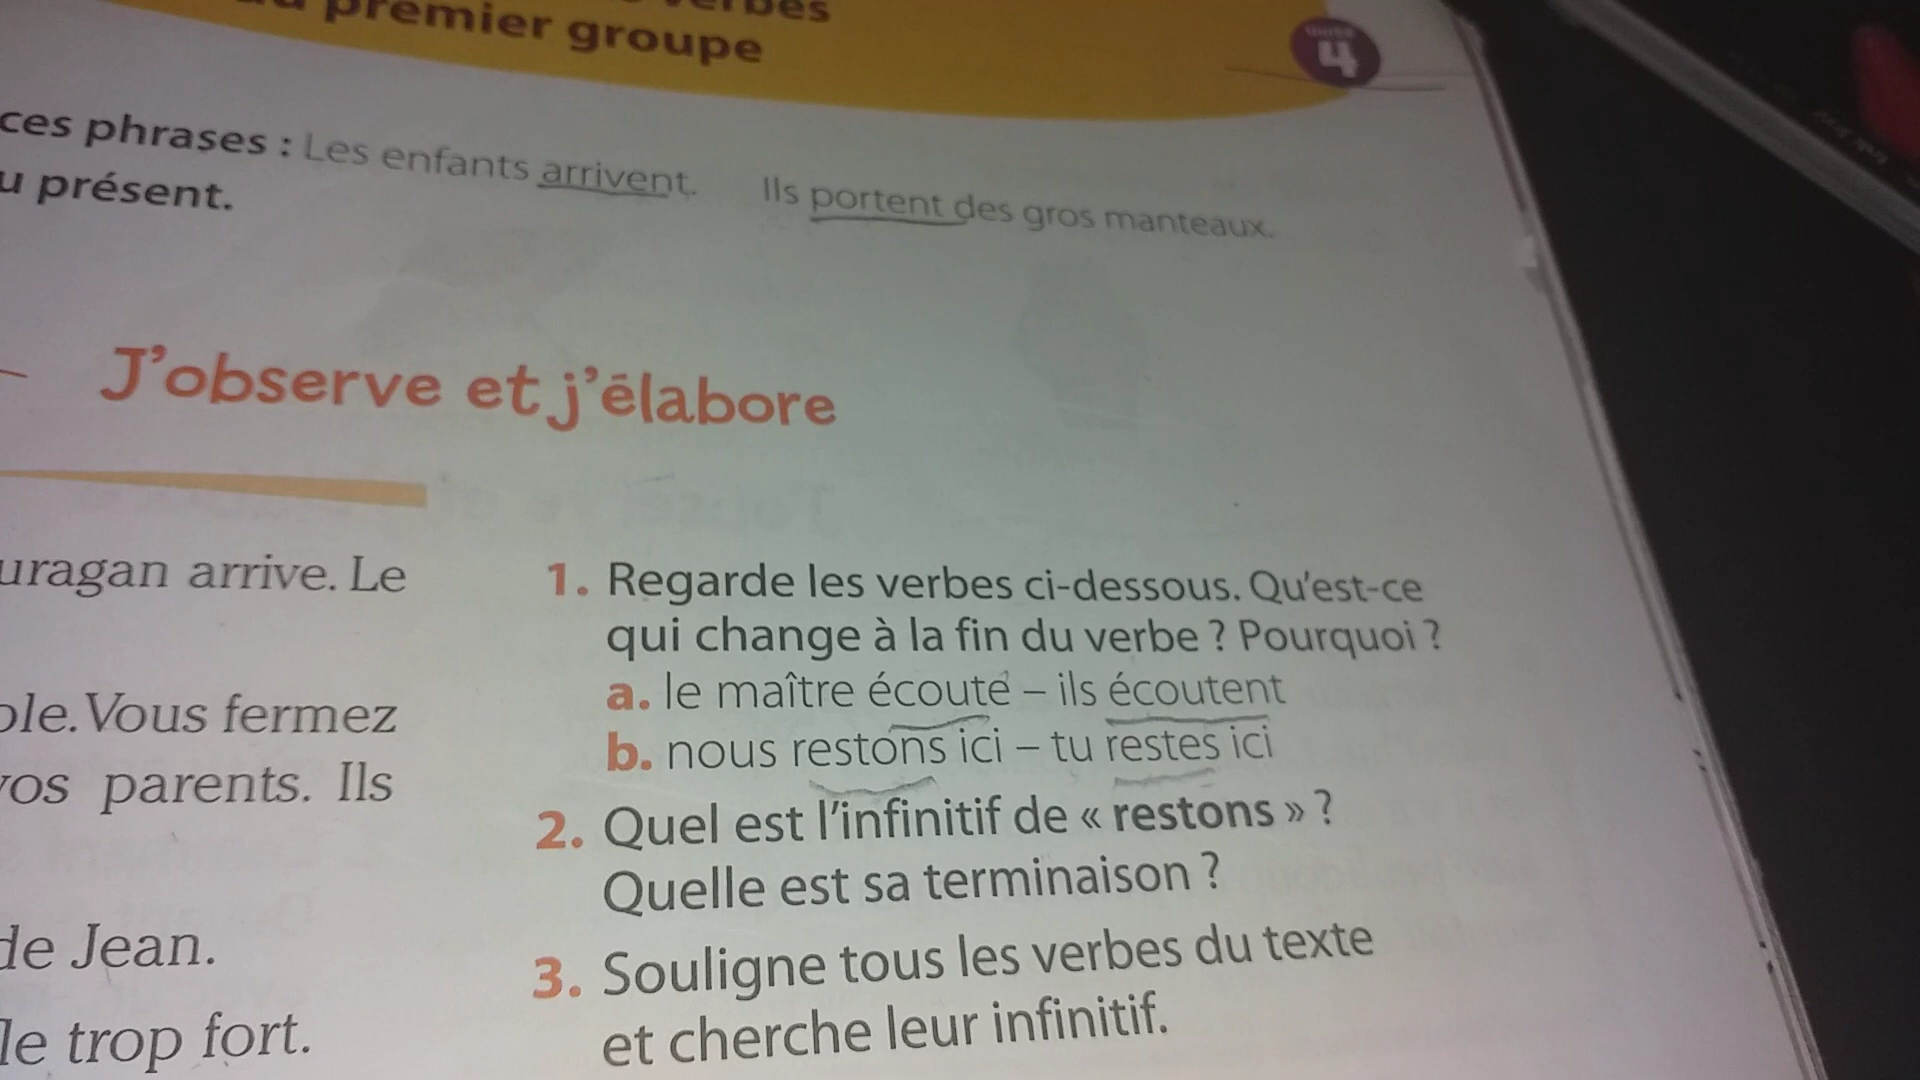 verbes
premier groupe
4
ces phrases : Les enfants arrivent. Ils portent des gros manteaux.
présent.
J'observe et j'élabore
uragan arrive. Le
Vous fermez
parents. Ils
de Jean.
trop fort.
1. Regarde les verbes ci-dessous. Qu'est-ce
qui change à la fin du verbe ? Pourquoi ?
a. le maître écoute – ils écoutent
b. nous restons ici – tu restes ici
2. Quel est l'infinitif de « restons » ?
Quelle est sa terminaison ?
3. Souligne tous les verbes du texte
et cherche leur infinitif.